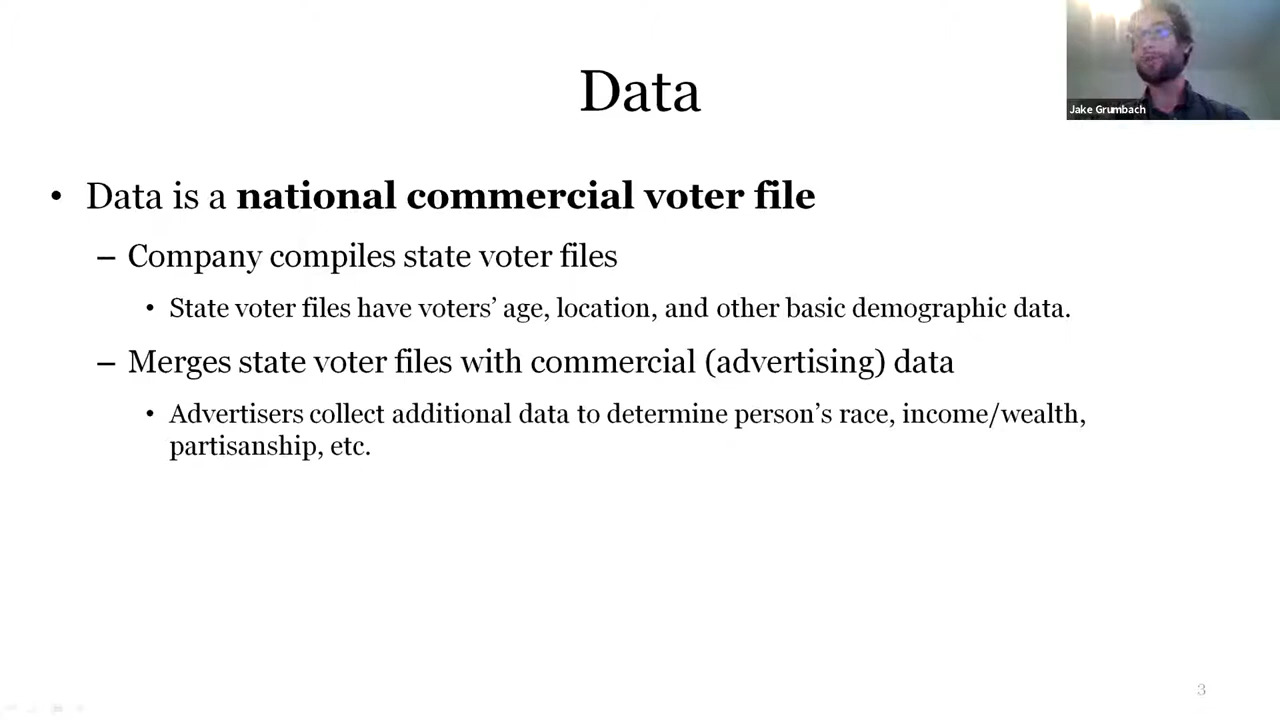 Data
Jake Grumbach
• Data is a national commercial voter file
– Company compiles state voter files
• State voter files have voters’ age, location, and other basic demographic data.
– Merges state voter files with commercial (advertising) data
• Advertisers collect additional data to determine person’s race, income/wealth,
partisanship, etc.
3